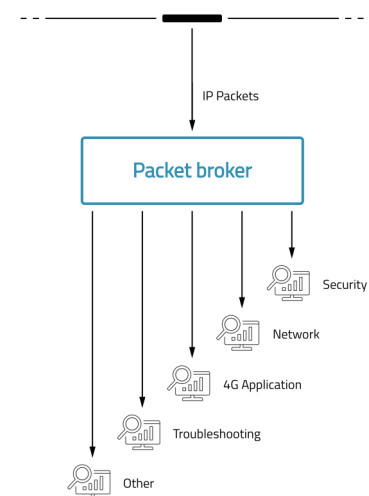 IP Packets
Packet broker
Security
Network
4G Application
Troubleshooting
Other